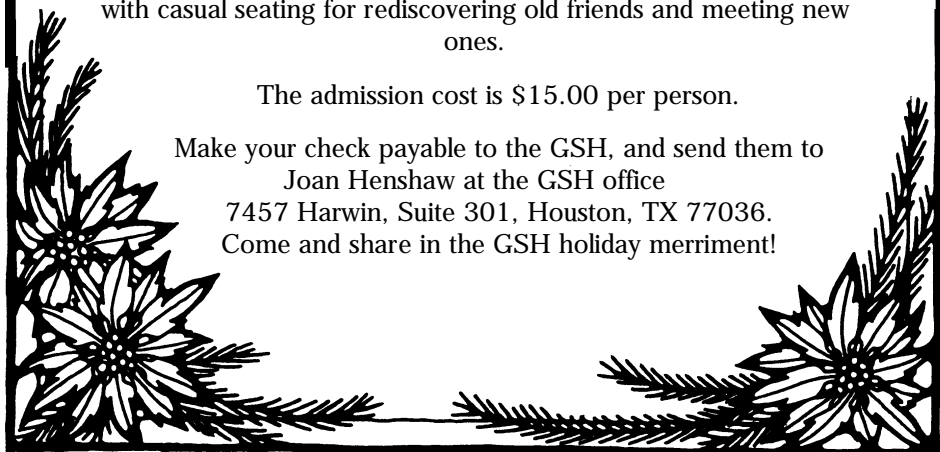 with casual seating for rediscovering old friends and meeting new
ones.
The admission cost is $15.00 per person.
Make your check payable to the GSH, and send them to
Joan Henshaw at the GSH office
7457 Harwin, Suite 301, Houston, TX 77036.
Come and share in the GSH holiday merriment!